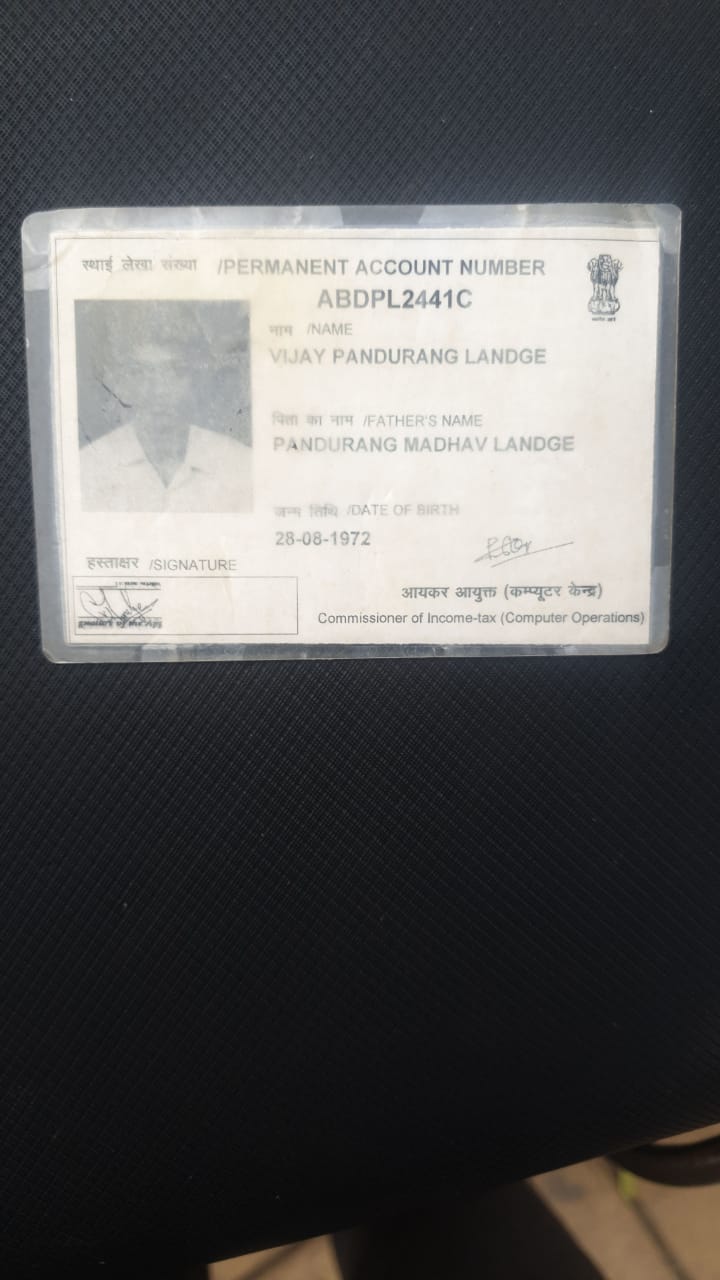 स्थाई लेखा संख्या /PERMANENT ACCOUNT NUMBER
ABDPL2441C
नाम /NAME
VIJAY PANDURANG LANDGE
पिता का नाम /FATHER'S NAME
PANDURANG MADHAV LANDGE
जन्म तिथि /DATE OF BIRTH
28-08-1972
हस्ताक्षर /SIGNATURE
आयकर आयुक्त (कम्प्यूटर केन्द्र)
Commissioner of Income-tax (Computer Operations)